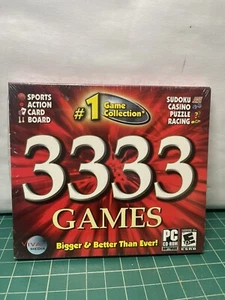 SPORTS
ACTION
CARD
BOARD
#1 Game
Collection*
SUDOKU
CASINO
PUZZLE
RACING
3333
GAMES
Bigger & Better Than Ever!
PC
CD-ROM
E